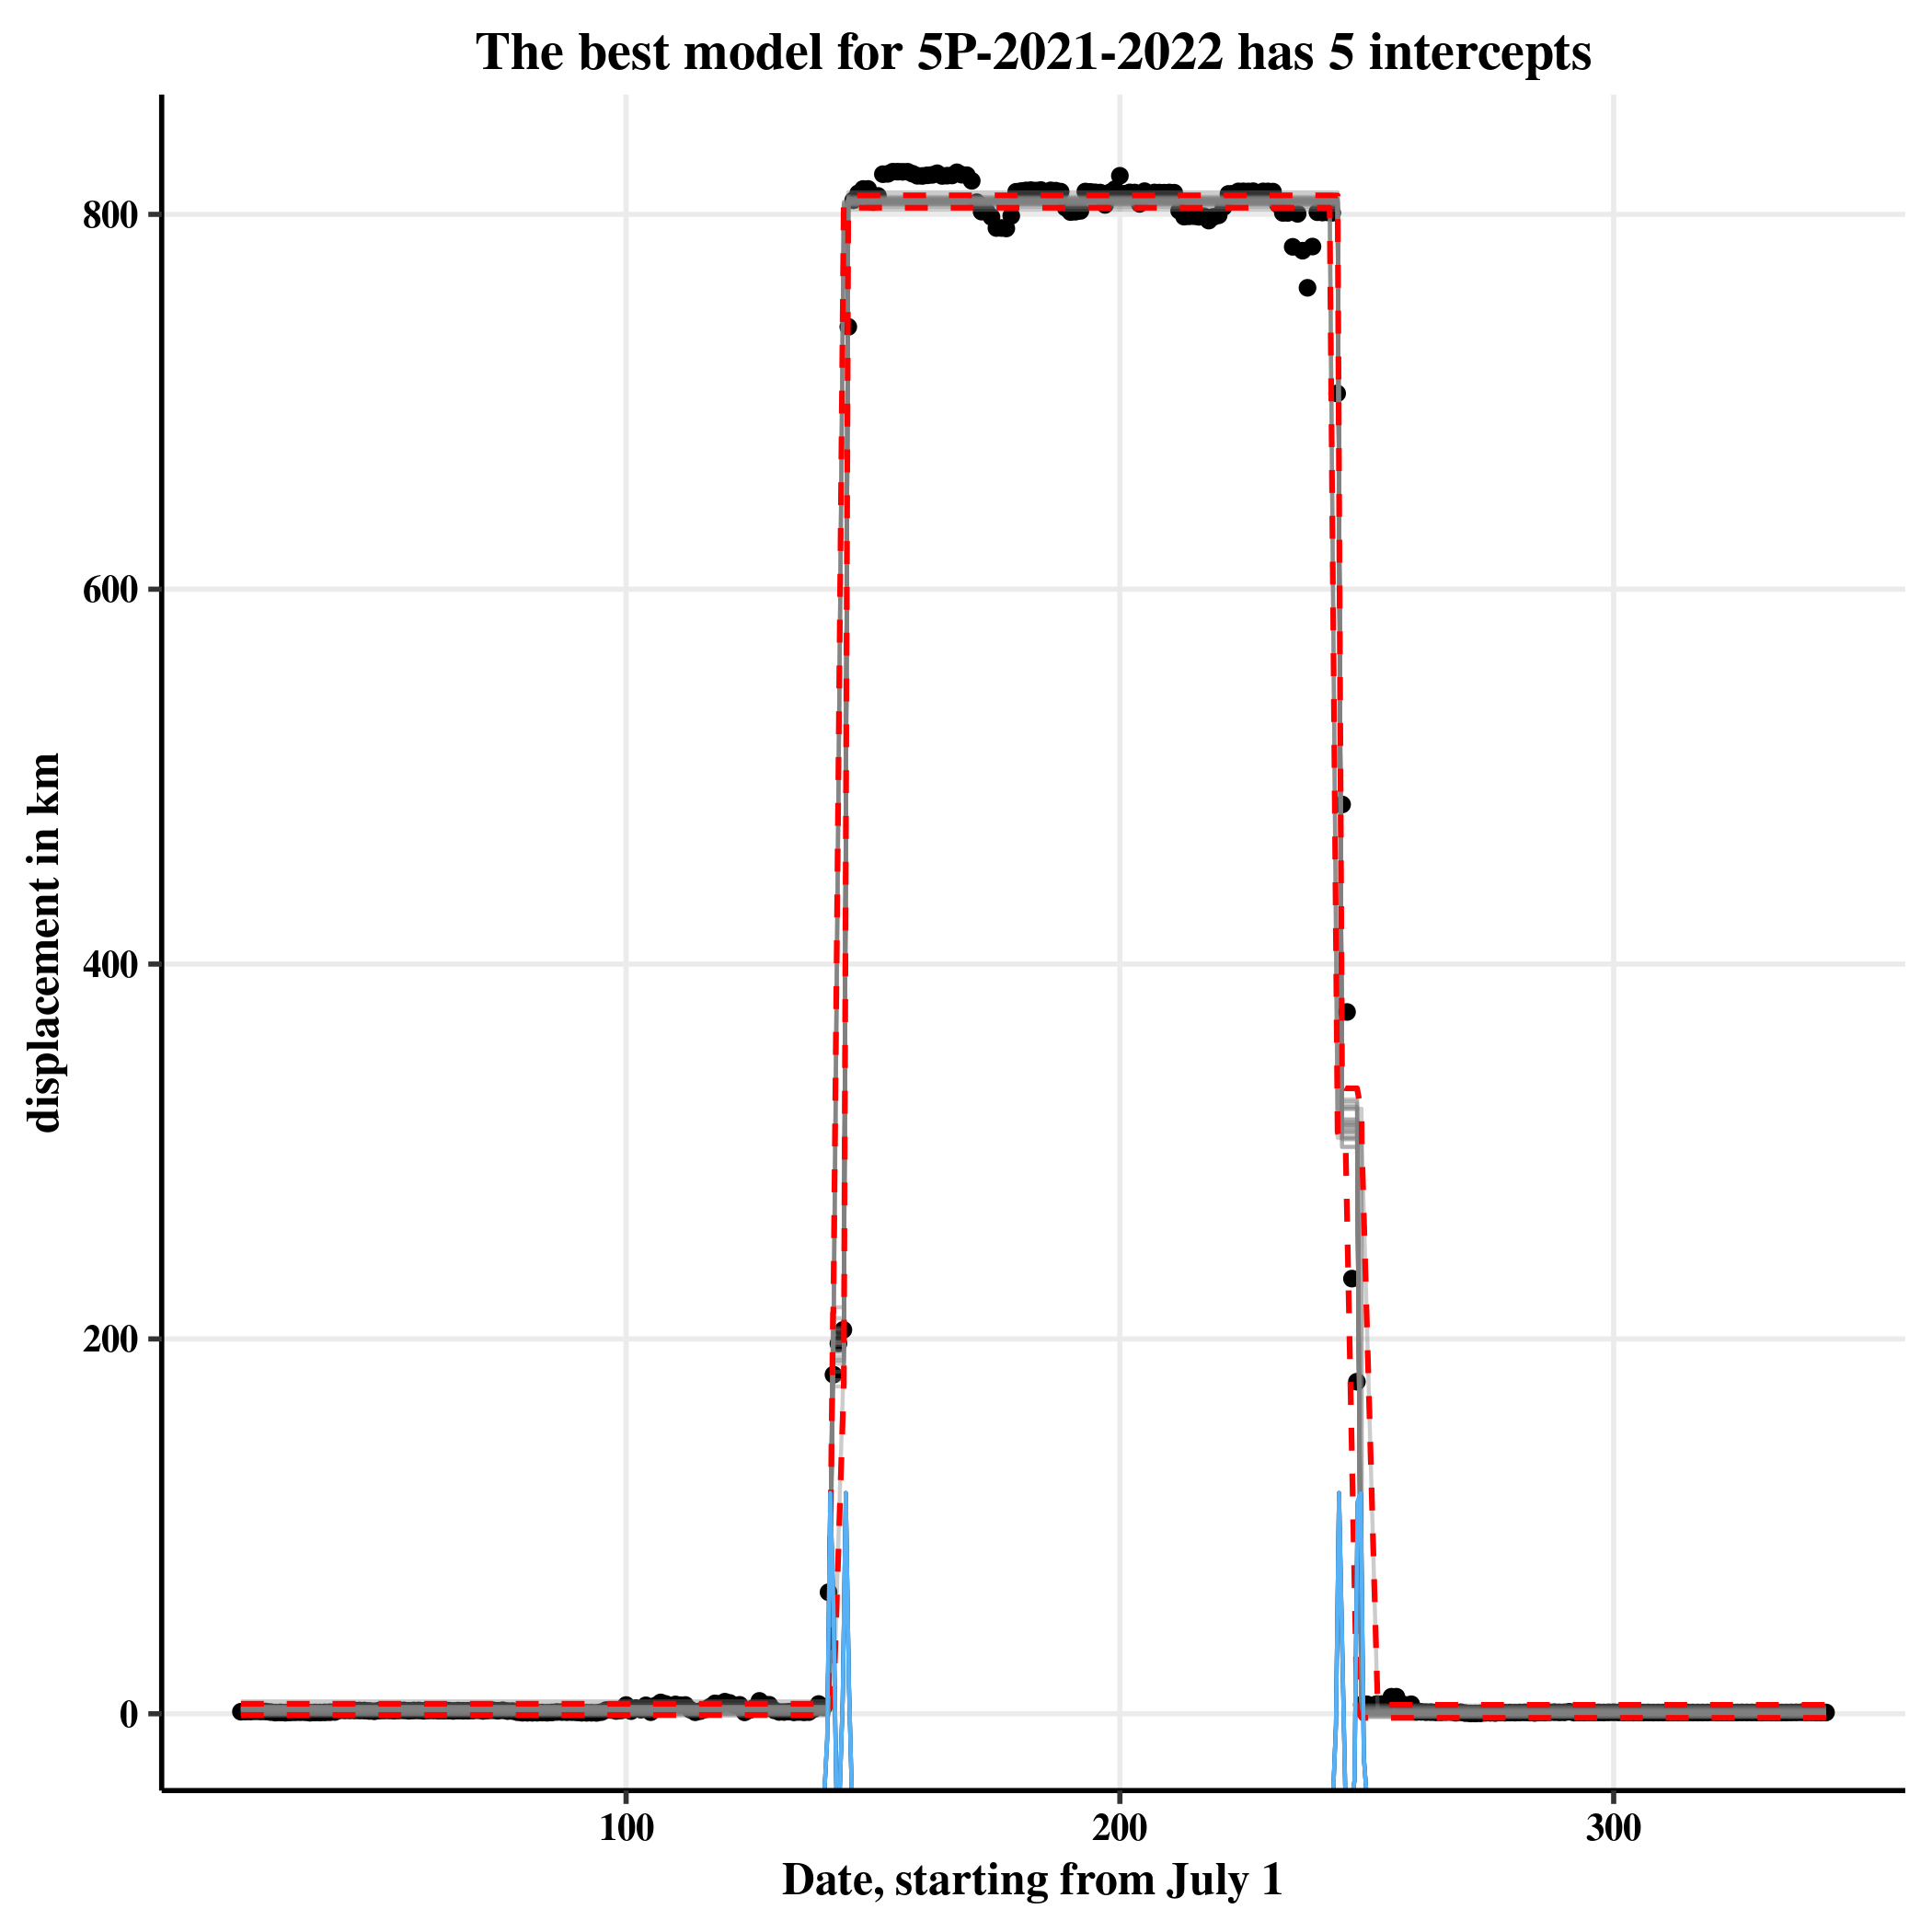 The best model for 5P-2021-2022 has 5 intercepts
displacement in km
800
600
400
200
0
100
200
300
Date, starting from July 1